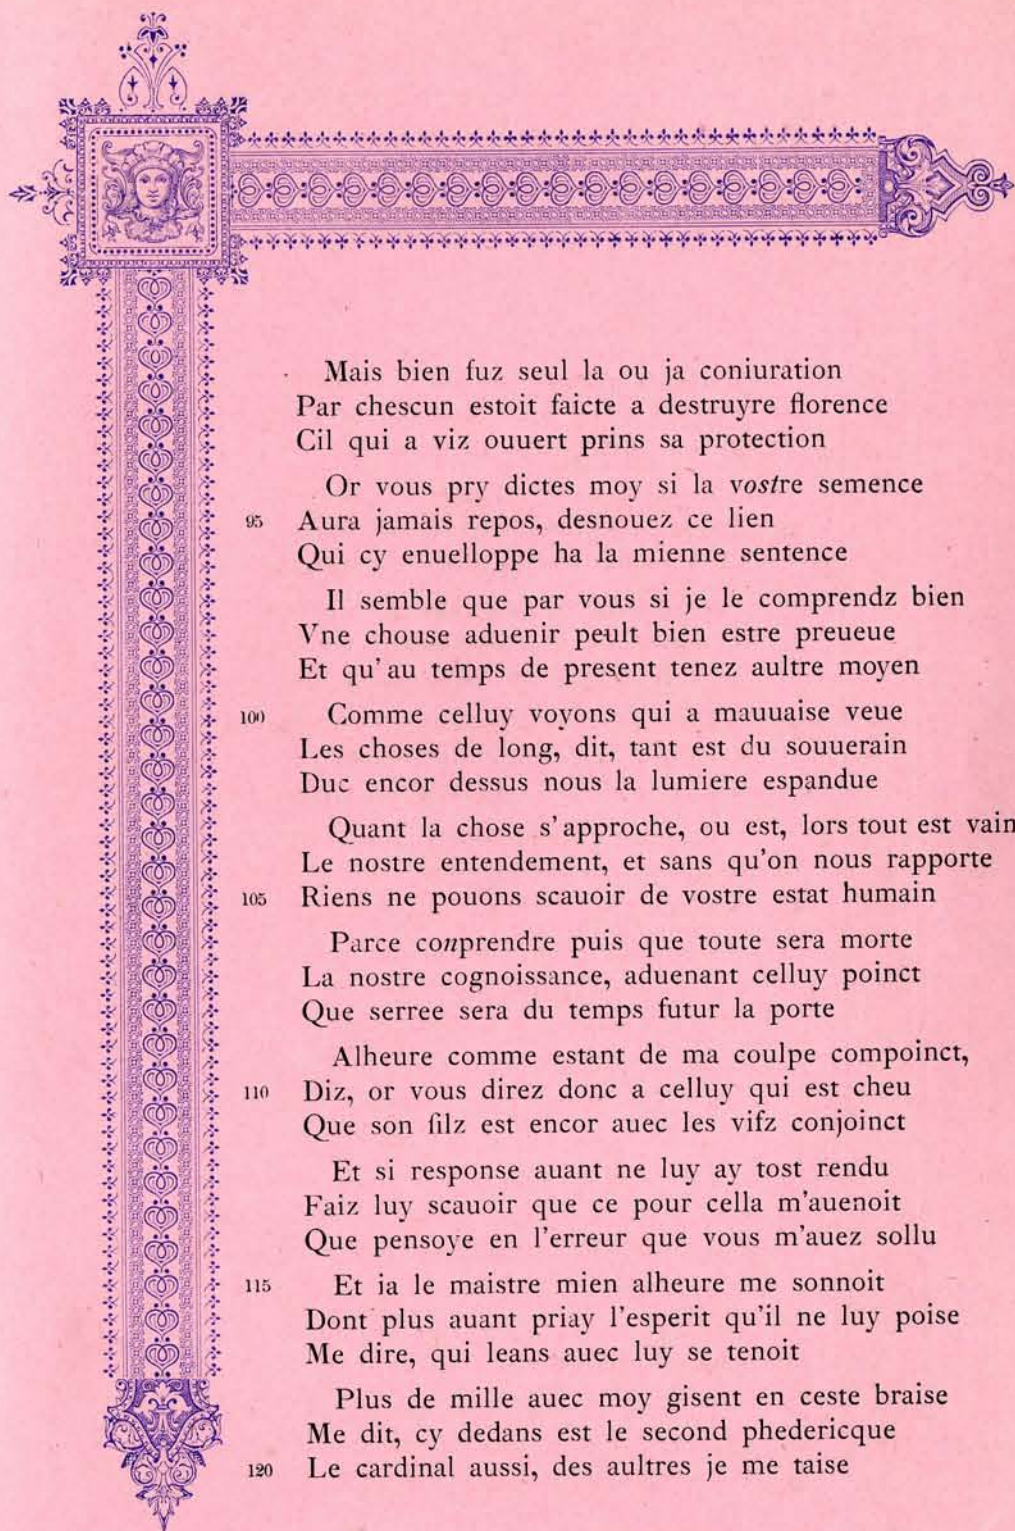 Mais bien fuz seul la ou ja coniuration
Par chescun estoit faicte a destruyre florence
Cil qui a viz ouuert prins sa protection
Or vous pry dictes moy si la vostre semence
95 Aura jamais repos, desnouez ce lien
Qui cy enuelloppe ha la mienne sentence
Il semble que par vous si je le comprendz bien
Vne chouse aduenir peult bien estre preueue
Et qu'au temps de present tenez aultre moyen
100 Comme celluy voyons qui a mauuaise veue
Les choses de long, dit, tant est du souuerain
Duc encor dessus nous la lumiere espandue
Quant la chose s'approche, ou est, lors tout est vain
Le nostre entendement, et sans qu'on nous rapporte
105 Riens ne pouons scauoir de vostre estat humain
Parce conprendre puis que toute sera morte
La nostre cognoissance, aduenant celluy poinct
Que serree sera du temps futur la porte
Alheure comme estant de ma coulpe compoinct,
110 Diz, or vous direz donc a celluy qui est cheu
Que son filz est encor auec les vifz conjoinct
Et si response auant ne luy ay tost rendu
Faiz luy scauoir que ce pour cella m'auenoit
Que pensoye en l'erreur que vous m'auez sollu
115 Et ia le maistre mien alheure me sonnoit
Dont plus auant priay l'esperit qu'il ne luy poise
Me dire, qui leans auec luy se tenoit
Plus de mille auec moy gisent en ceste braise
Me dit, cy dedans est le second phedericque
120 Le cardinal aussi, des aultres je me taise